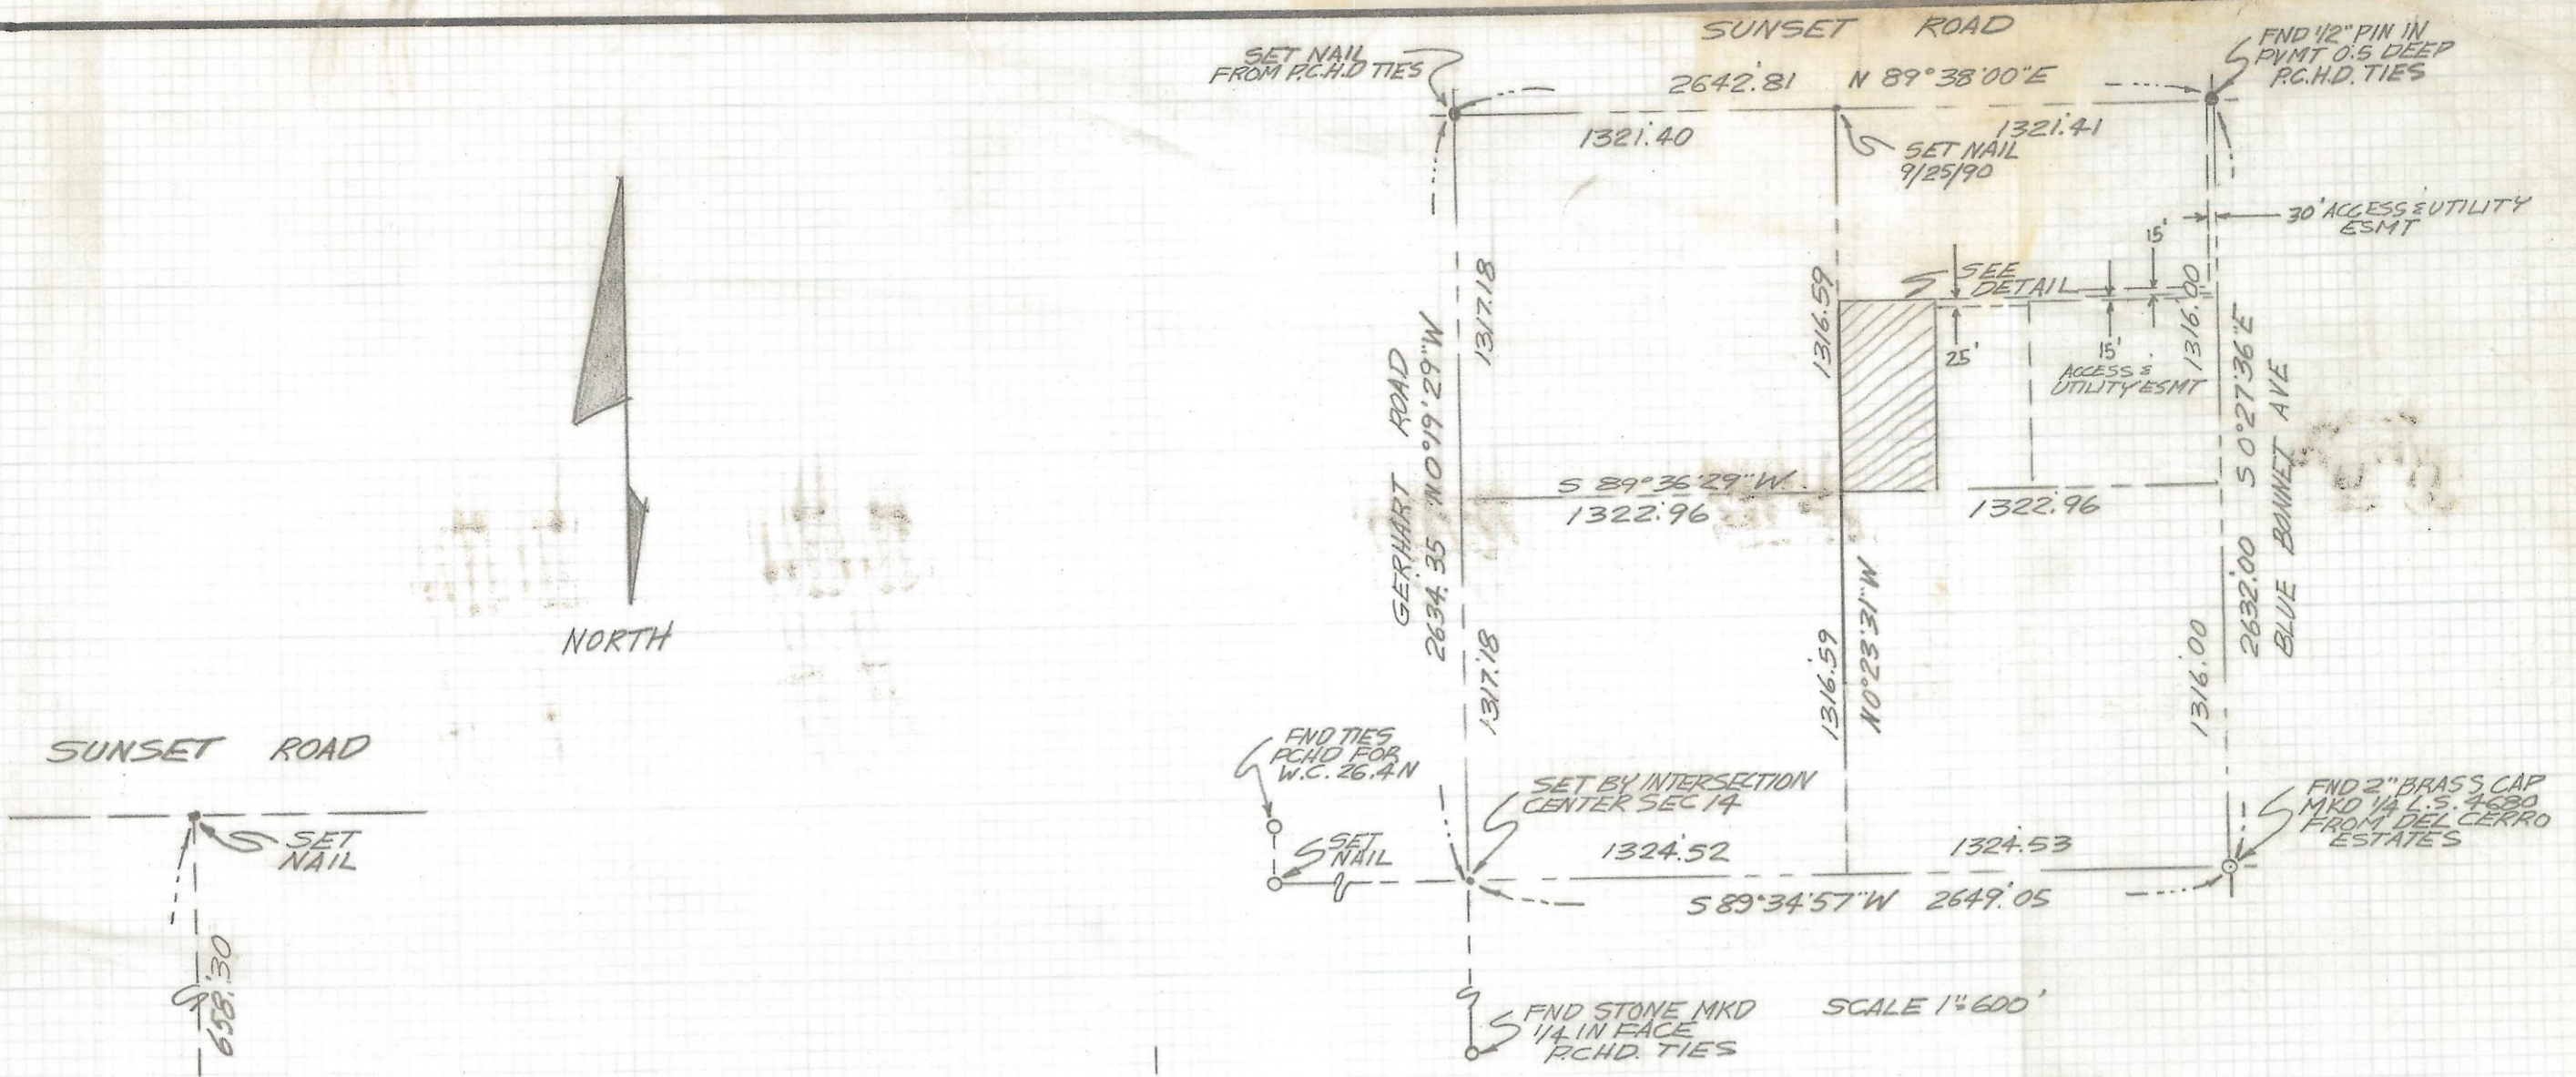 SUNSET ROAD
SET NAIL
FROM P.C.H.D TIES
2642.81 N 89°38'00"E
FND 1/2" PIN IN
PVMT 0.5 DEEP
P.C.H.D. TIES
1321.40
1321.41
SET NAIL
9/25/90
30' ACCESS & UTILITY
ESMT
15'
SEE
DETAIL
25'
15'
ACCESS &
UTILITY ESMT
1317.18
1316.59
1316.00
GERHART ROAD
2634.35 N 0°19'29"W
2632.00 S 0°27'36"E
BLUE BONNET AVE
S 89°36'29"W
1322.96
1322.96
NORTH
1317.18
1316.59
N 0°23'31"W
1316.00
SUNSET ROAD
SET
NAIL
658.30
FND TIES
PCHD FOR
W.C. 26.4 N
SET
NAIL
SET BY INTERSECTION
CENTER SEC 14
FND 2" BRASS CAP
MKD 1/4 L.S. 4680
FROM DEL CERRO
ESTATES
1324.52
1324.53
S 89°34'57"W 2649.05
FND STONE MKD
1/4 IN FACE
P.C.HD. TIES
SCALE 1"=600'